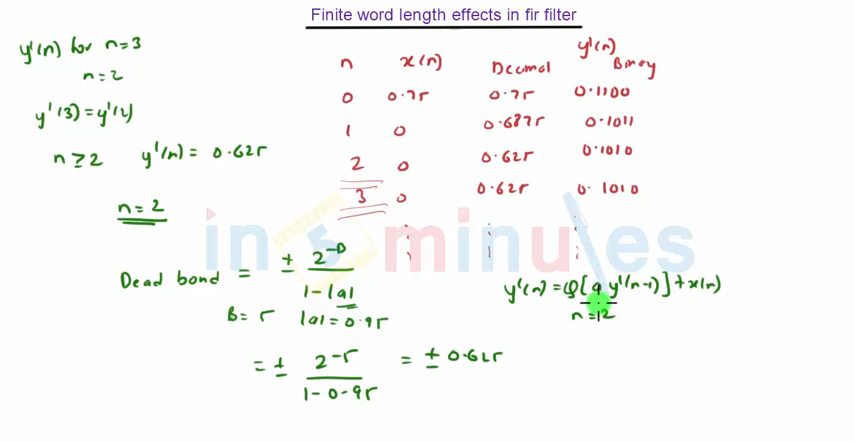 Finite word length effects in fir filter
y'(n) for n=3
n=2
y'(3) = y'(2)
n ≥ 2 y'(n) = 0.625
n = 2
n x(n) Decimal y'(n) Binary
0 0.75 0.75 0.1100
1 0 0.6875 0.1011
2 0 0.625 0.1010
3 0 0.625 0.1010
in 5 minutes
Dead band = ± 2^-B / 1-|a|
B = 5 |a| = 0.95
= ± 2^-5 / 1-0.95 = ± 0.625
y'(n) = Q[a y'(n-1)] + x(n)
n = 12